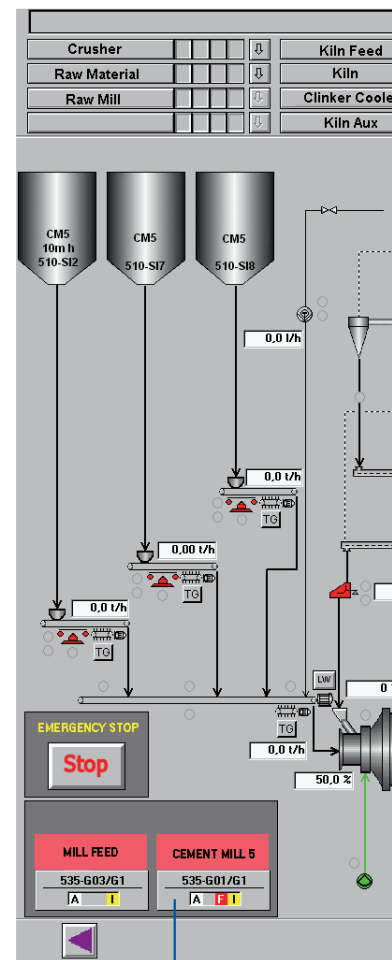 Crusher
Kiln Feed
Raw Material
Kiln
Raw Mill
Clinker Coole
Kiln Aux
CM5
10m h
510-SI2
CM5
510-SI7
CM5
510-SI8
0,0 l/h
0,0 t/h
TG
0,00 t/h
TG
0,0 t/h
TG
LW
0
TG
0,0 t/h
50,0 %
EMERGENCY STOP
Stop
MILL FEED
CEMENT MILL 5
535-G03/G1
535-G01/G1
A I
A F I